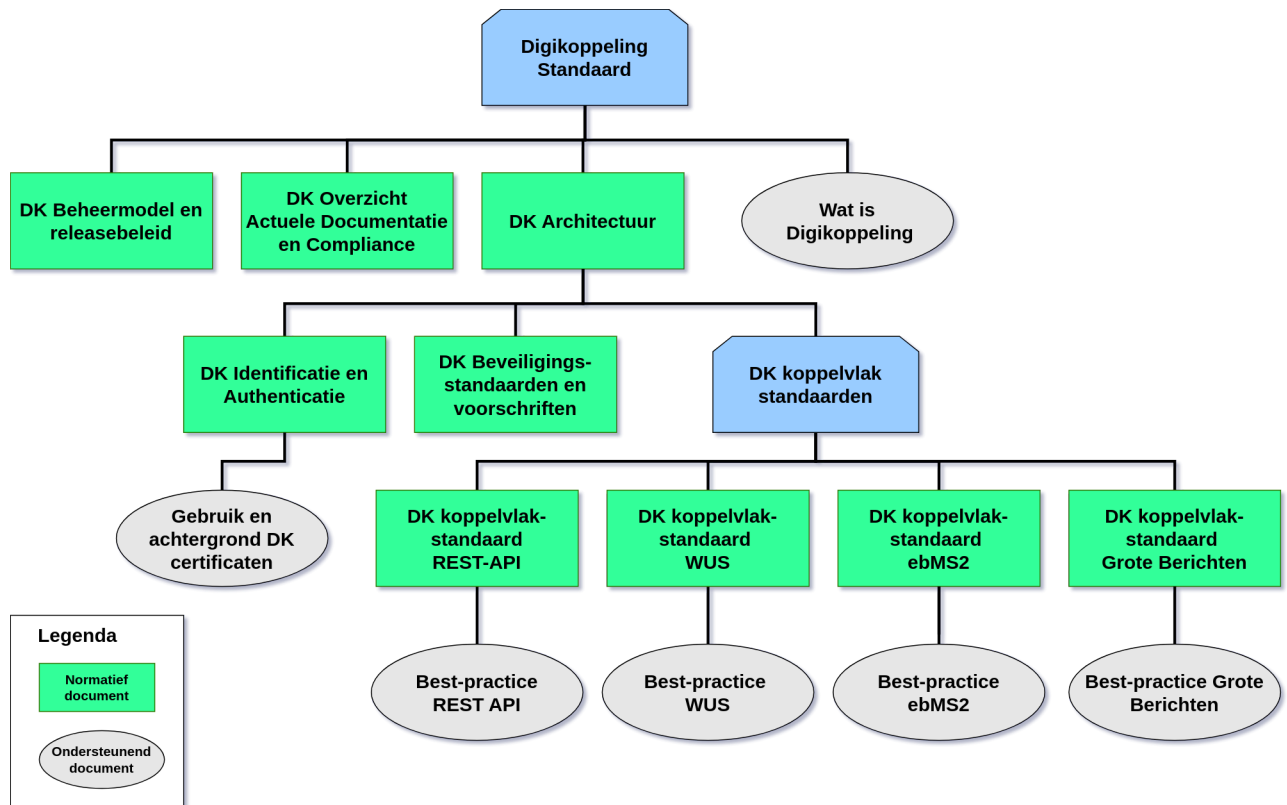 Digikoppeling
Standaard
DK Beheermodel en
releasebeleid
DK Overzicht
Actuele Documentatie
en Compliance
DK Architectuur
Wat is
Digikoppeling
DK Identificatie en
Authenticatie
DK Beveiligings-
standaarden en
voorschriften
DK koppelvlak
standaarden
Gebruik en
achtergrond DK
certificaten
DK koppelvlak-
standaard
REST-API
DK koppelvlak-
standaard
WUS
DK koppelvlak-
standaard
ebMS2
DK koppelvlak-
standaard
Grote Berichten
Best-practice
REST API
Best-practice
WUS
Best-practice
ebMS2
Best-practice Grote
Berichten
Legenda
Normatief
document
Ondersteunend
document